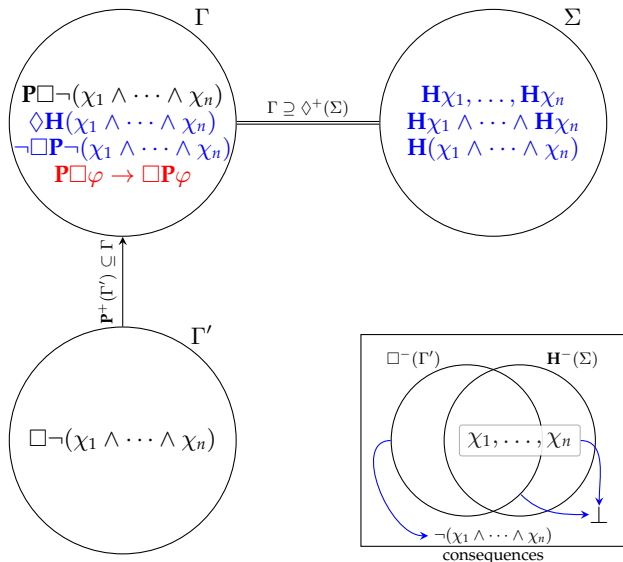 Γ
P□¬(χ₁ ∧ ⋯ ∧ χₙ)
◊H(χ₁ ∧ ⋯ ∧ χₙ)
¬□P¬(χ₁ ∧ ⋯ ∧ χₙ)
P□φ → □Pφ
Γ ⊇ ◊⁺(Σ)
Σ
Hχ₁, . . . , Hχₙ
Hχ₁ ∧ ⋯ ∧ Hχₙ
H(χ₁ ∧ ⋯ ∧ χₙ)
P⁺(Γ′) ⊆ Γ
Γ′
□¬(χ₁ ∧ ⋯ ∧ χₙ)
□⁻(Γ′)
H⁻(Σ)
χ₁, . . . , χₙ
⊥
¬(χ₁ ∧ ⋯ ∧ χₙ)
consequences